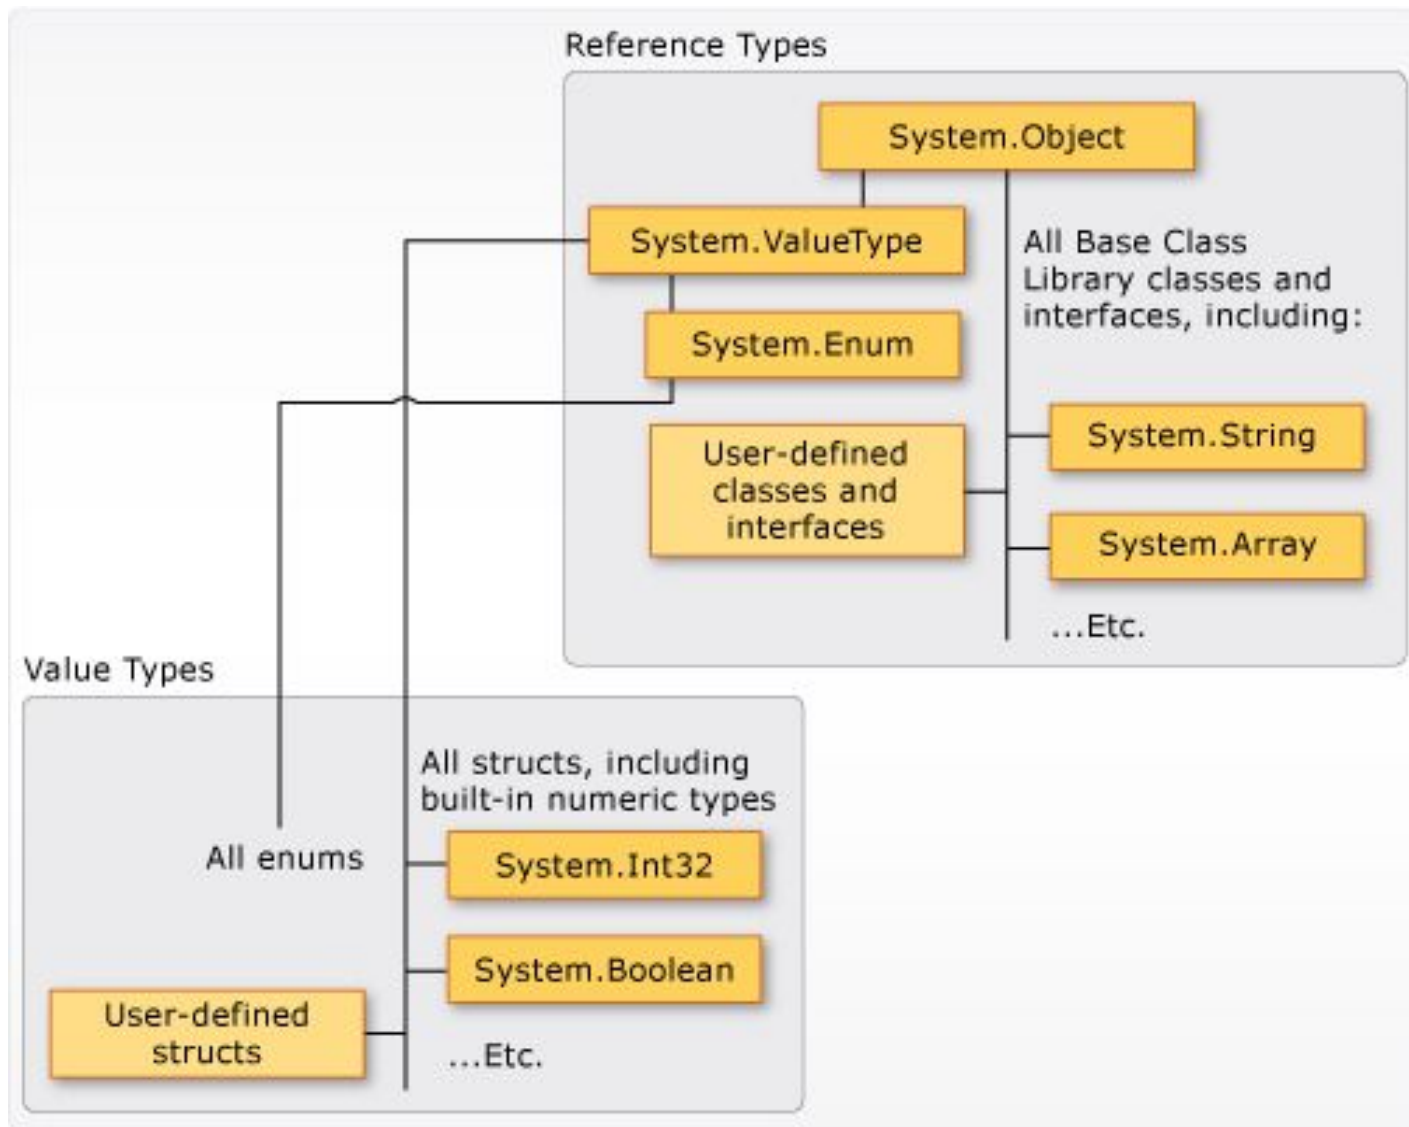 Reference Types
System.Object
System.ValueType
All Base Class
Library classes and
interfaces, including:
System.Enum
System.String
User-defined
classes and
interfaces
System.Array
...Etc.
Value Types
All structs, including
built-in numeric types
All enums
System.Int32
System.Boolean
User-defined
structs
...Etc.